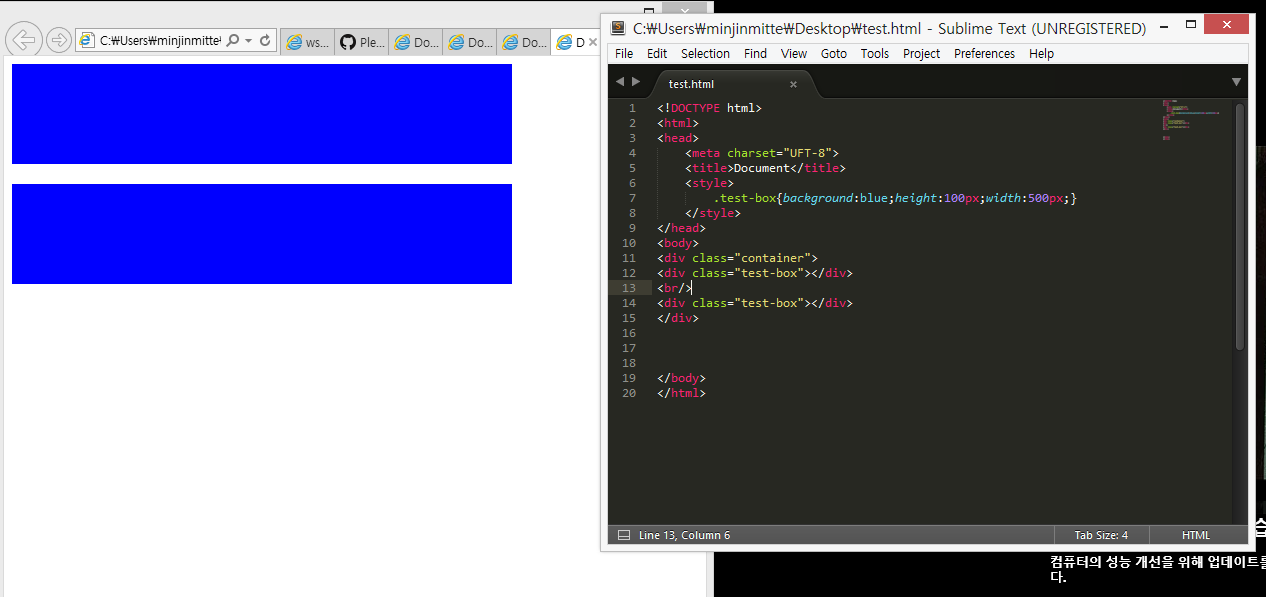 C:₩Users₩minjinmitte₩Desktop₩test.html - Sublime Text (UNREGISTERED)
C:₩Users₩minjinmitte
ws...
Ple...
Do...
Do...
Do...
D
File Edit Selection Find View Goto Tools Project Preferences Help
test.html
1 <!DOCTYPE html>
2 <html>
3 <head>
4 <meta charset="UFT-8">
5 <title>Document</title>
6 <style>
7 .test-box{background:blue;height:100px;width:500px;}
8 </style>
9 </head>
10 <body>
11 <div class="container">
12 <div class="test-box"></div>
13 <br/>
14 <div class="test-box"></div>
15 </div>
16
17
18
19 </body>
20 </html>
Line 13, Column 6
Tab Size: 4
HTML
컴퓨터의 성능 개선을 위해 업데이트를
다.